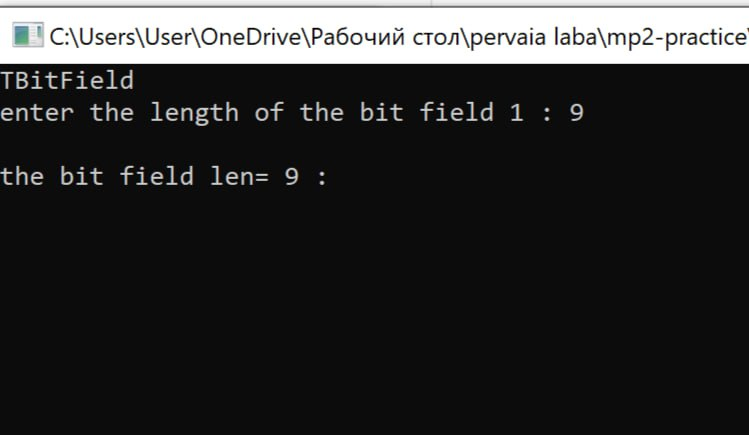 C:\Users\User\OneDrive\Рабочий стол\pervaia laba\mp2-practice\
TBitField
enter the length of the bit field 1 : 9
the bit field len= 9 :